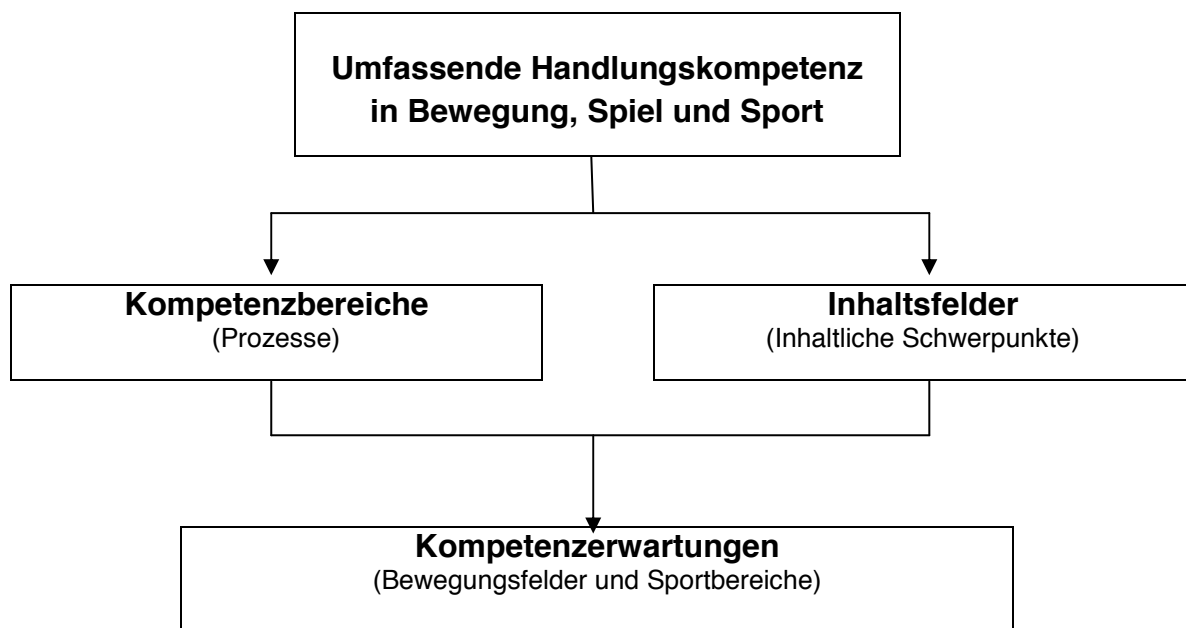 Umfassende Handlungskompetenz
in Bewegung, Spiel und Sport
Kompetenzbereiche
(Prozesse)
Inhaltsfelder
(Inhaltliche Schwerpunkte)
Kompetenzerwartungen
(Bewegungsfelder und Sportbereiche)